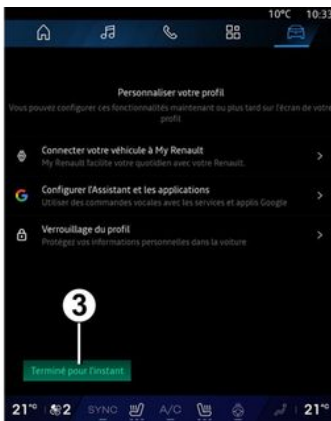 10°C 10:33
Personnaliser votre profil
Vous pouvez configurer ces fonctionnalités maintenant ou plus tard sur l'écran de votre
profil
Connecter votre véhicule à My Renault
My Renault facilite votre quotidien avec votre Renault.
Configurer l'Assistant et les applications
Utiliser des commandes vocales avec les services et applis Google
Verrouillage du profil
Protégez vos informations personnelles dans la voiture
3
Terminé pour l'instant
21° 2 SYNC A/C 21°